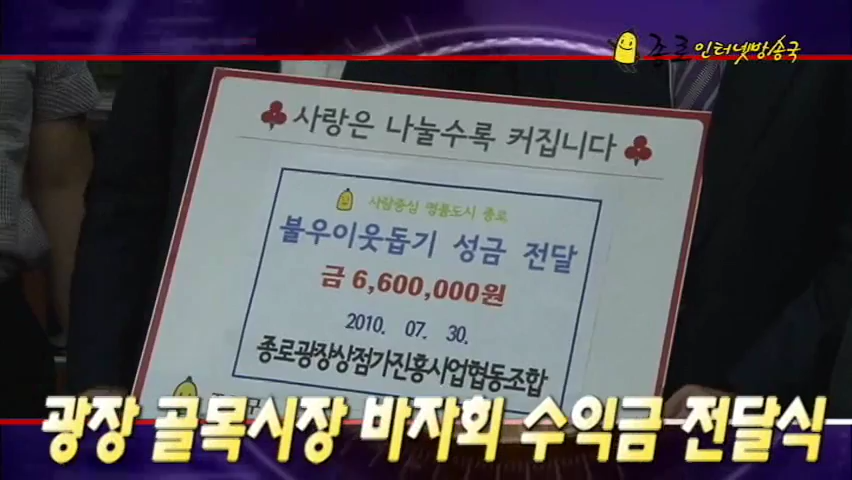 종로 인터넷방송국
사랑은 나눌수록 커집니다
사람중심 명품도시 종로
불우이웃돕기 성금 전달
금 6,600,000원
2010. 07. 30.
종로광장상점가진흥사업협동조합
광장 골목시장 바자회 수익금 전달식